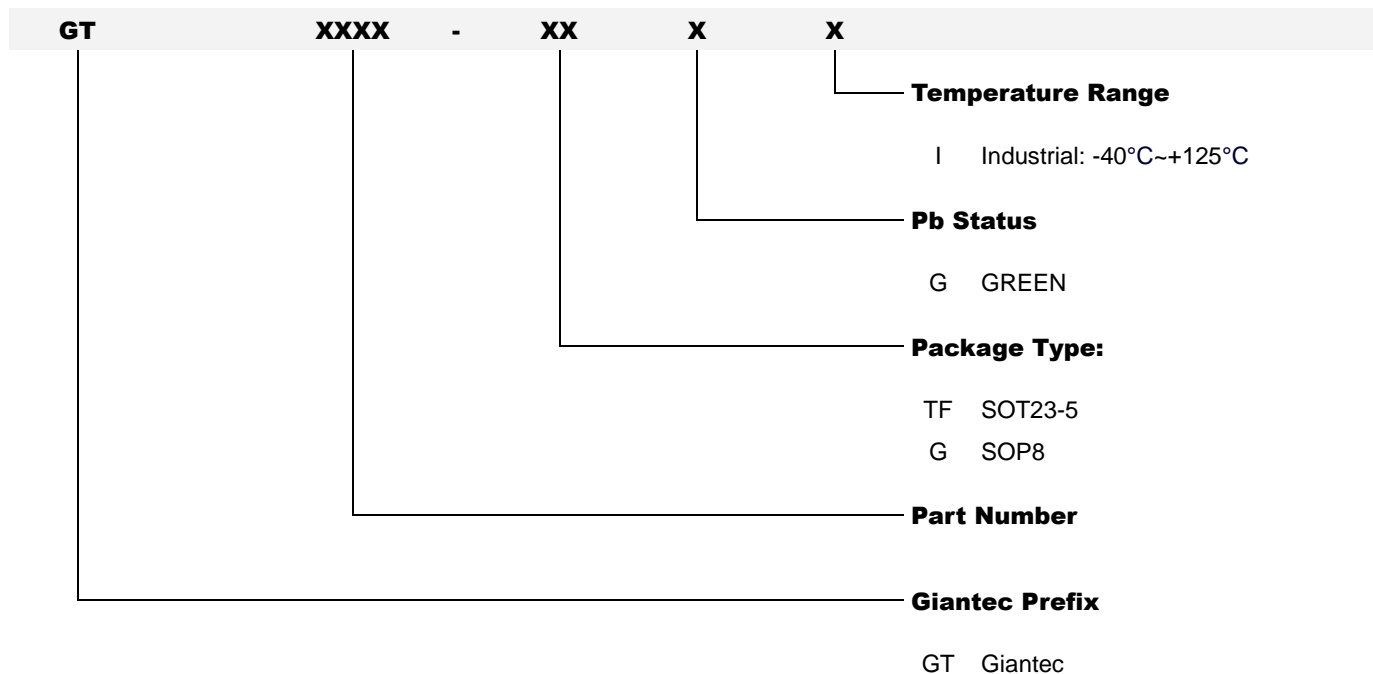 GT XXXX - XX X X
Temperature Range
I Industrial: -40°C~+125°C
Pb Status
G GREEN
Package Type:
TF SOT23-5
G SOP8
Part Number
Giantec Prefix
GT Giantec